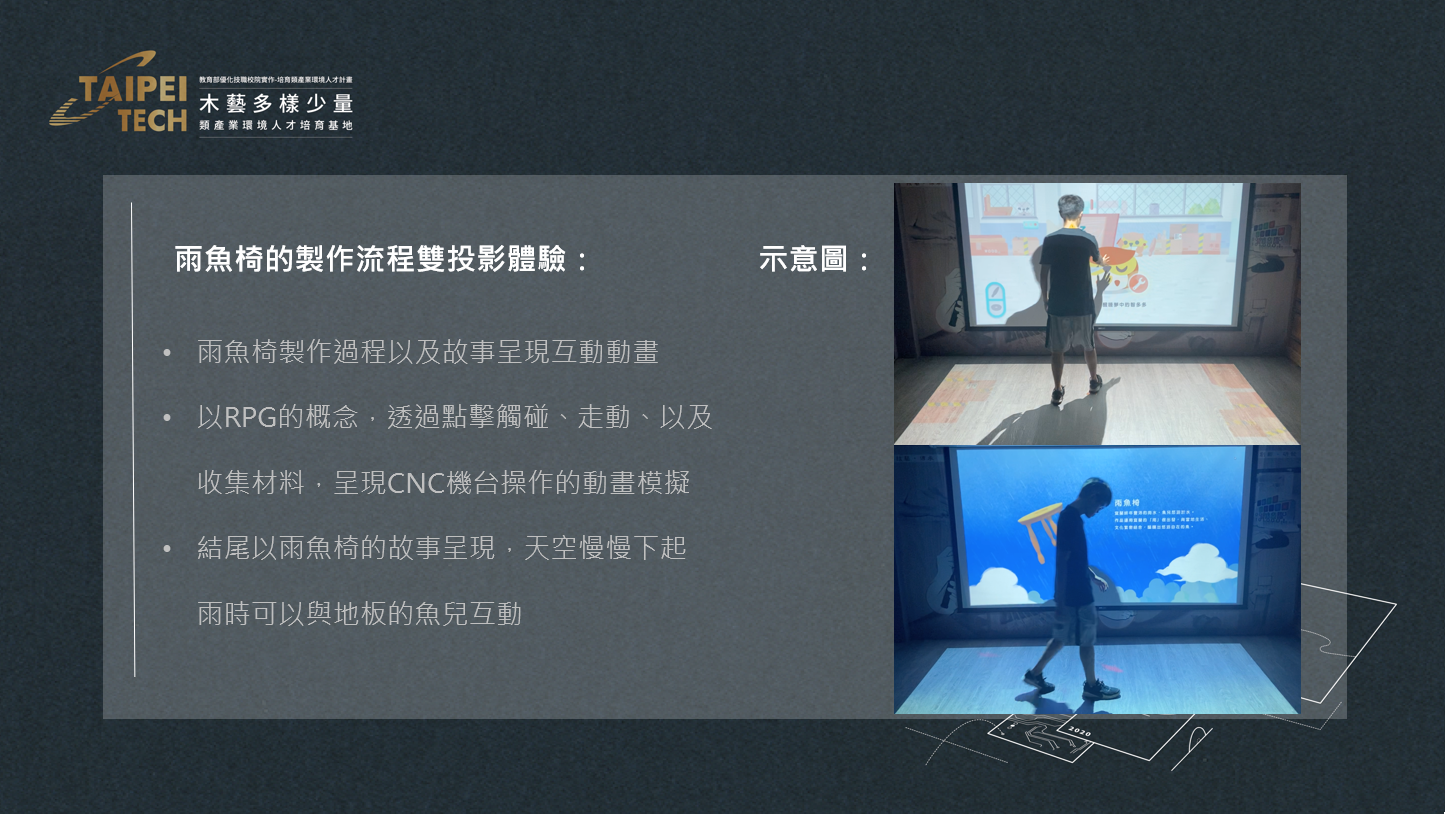 TAIPEI
TECH
教育部優化技職校院實作-培育類產業環境人才計畫
木藝多樣少量
類產業環境人才培育基地
雨魚椅的製作流程雙投影體驗：
示意圖：
• 雨魚椅製作過程以及故事呈現互動動畫
• 以RPG的概念，透過點擊觸碰、走動、以及
收集材料，呈現CNC機台操作的動畫模擬
• 結尾以雨魚椅的故事呈現，天空慢慢下起
雨時可以與地板的魚兒互動
雨魚椅
2020